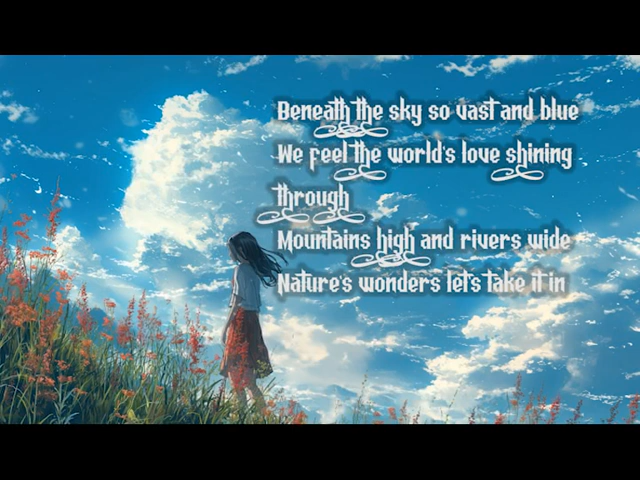 Beneath the sky so vast and blue
We feel the world's love shining
through
Mountains high and rivers wide
Nature's wonders let's take it in